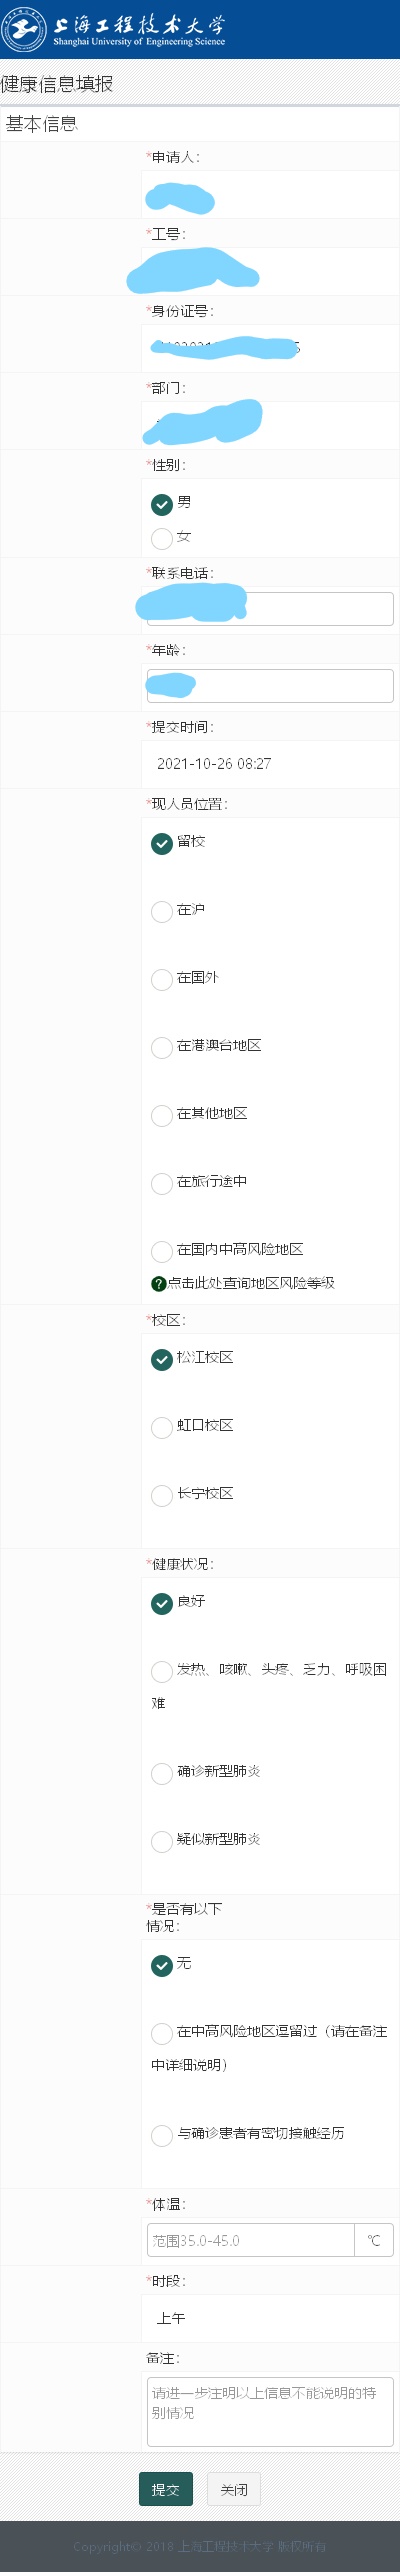 上海工程技术大学
Shanghai University of Engineering Science
健康信息填报
基本信息
*申请人：
*工号：
*身份证号：
*部门：
*性别：
男
女
*联系电话：
*年龄：
*提交时间：
2021-10-26 08:27
*现人员位置：
留校
在沪
在国外
在港澳台地区
在其他地区
在旅行途中
在国内中高风险地区
?点击此处查询地区风险等级
*校区：
松江校区
虹口校区
长宁校区
*健康状况：
良好
发热、咳嗽、头疼、乏力、呼吸困
难
确诊新型肺炎
疑似新型肺炎
*是否有以下
情况：
无
在中高风险地区逗留过（请在备注
中详细说明）
与确诊患者有密切接触经历
*体温：
范围35.0-45.0 ℃
*时段：
上午
备注：
请进一步注明以上信息不能说明的特
别情况
提交 关闭
Copyright© 2018 上海工程技术大学 版权所有